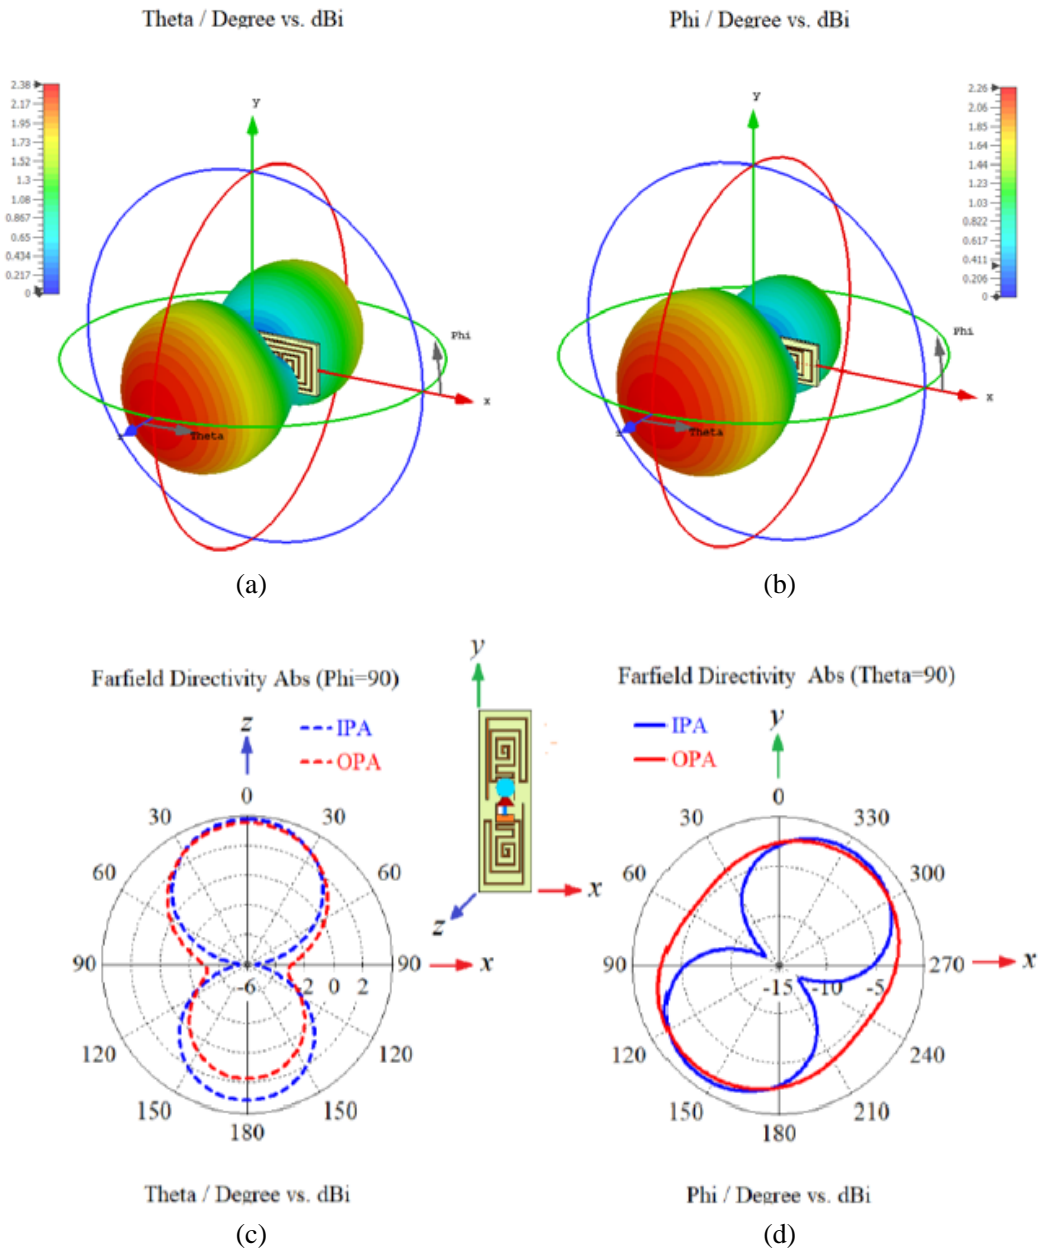 Theta / Degree vs. dBi
Phi / Degree vs. dBi
2.38
2.17
1.95
1.73
1.52
1.3
1.08
0.867
0.65
0.434
0.217
0
y
Phi
x
Theta
y
2.26
2.05
1.85
1.64
1.44
1.23
1.03
0.822
0.617
0.411
0.206
0
Phi
x
Theta
(a)
(b)
Farfield Directivity Abs (Phi=90)
z
IPA
OPA
0
30
30
60
60
90
90
x
-6
-2
0
2
120
120
150
150
180
Theta / Degree vs. dBi
(c)
y
x
z
Farfield Directivity Abs (Theta=90)
IPA
OPA
y
0
30
330
60
300
90
270
x
-15
-10
-5
120
240
150
210
180
Phi / Degree vs. dBi
(d)